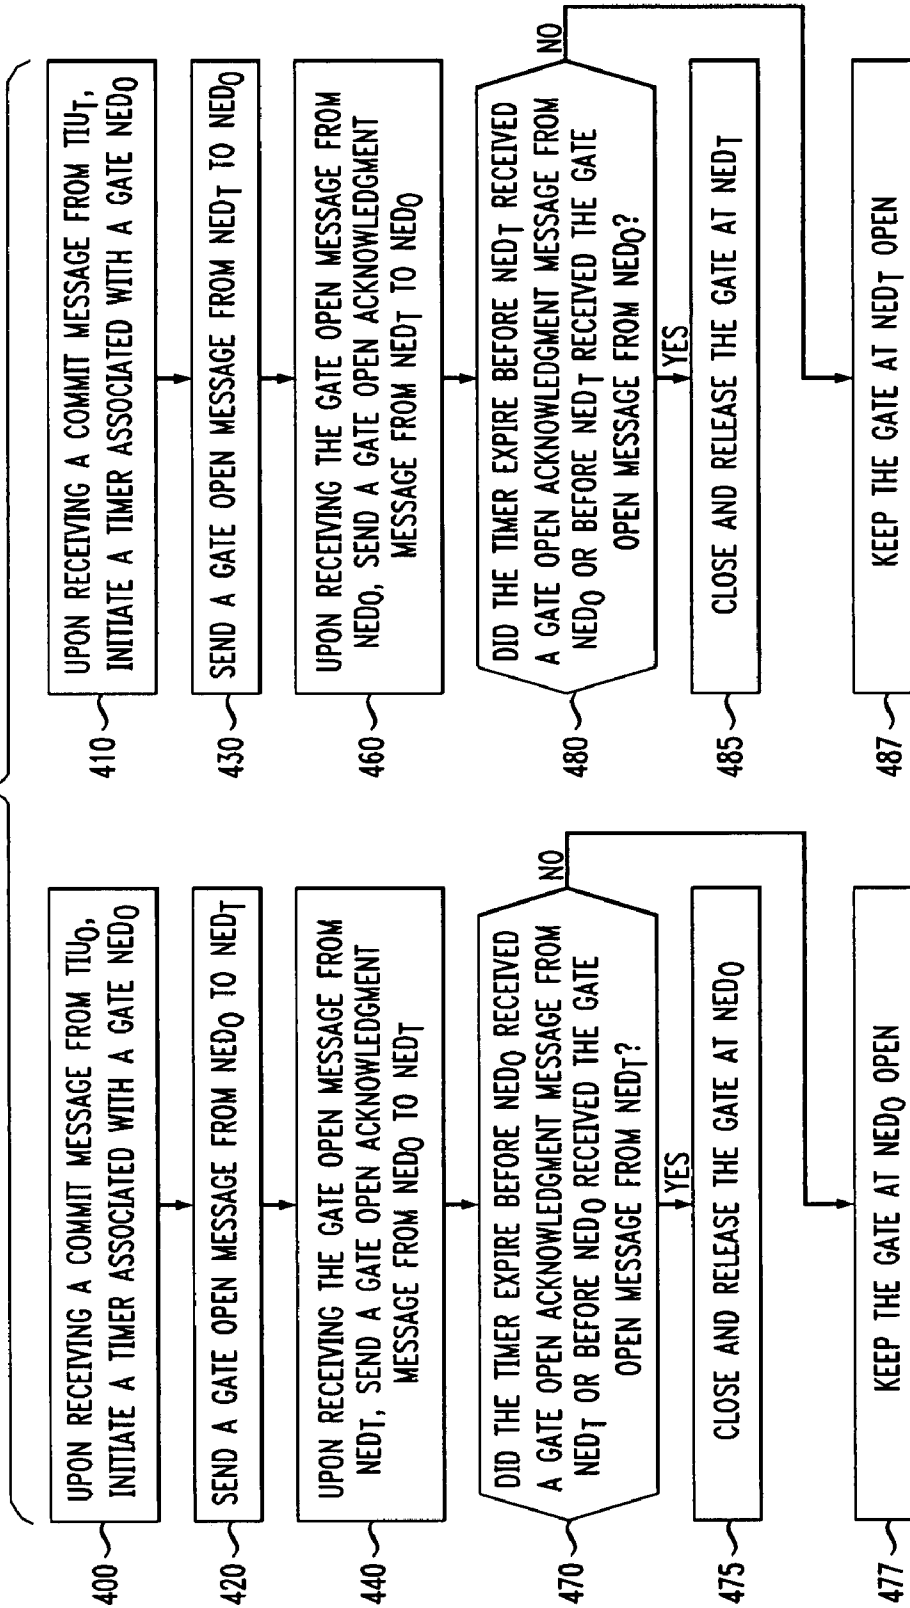 UPON RECEIVING A COMMIT MESSAGE FROM TIUO,
INITIATE A TIMER ASSOCIATED WITH A GATE NEDO
400
SEND A GATE OPEN MESSAGE FROM NEDO TO NEDT
420
UPON RECEIVING THE GATE OPEN MESSAGE FROM
NEDT, SEND A GATE OPEN ACKNOWLEDGMENT
MESSAGE FROM NEDO TO NEDT
440
DID THE TIMER EXPIRE BEFORE NEDO RECEIVED
A GATE OPEN ACKNOWLEDGMENT MESSAGE FROM
NEDT OR BEFORE NEDO RECEIVED THE GATE
OPEN MESSAGE FROM NEDT?
470
NO
YES
CLOSE AND RELEASE THE GATE AT NEDO
475
KEEP THE GATE AT NEDO OPEN
477
UPON RECEIVING A COMMIT MESSAGE FROM TIUT,
INITIATE A TIMER ASSOCIATED WITH A GATE NEDO
410
SEND A GATE OPEN MESSAGE FROM NEDT TO NEDO
430
UPON RECEIVING THE GATE OPEN MESSAGE FROM
NEDO, SEND A GATE OPEN ACKNOWLEDGMENT
MESSAGE FROM NEDT TO NEDO
460
DID THE TIMER EXPIRE BEFORE NEDT RECEIVED
A GATE OPEN ACKNOWLEDGMENT MESSAGE FROM
NEDO OR BEFORE NEDT RECEIVED THE GATE
OPEN MESSAGE FROM NEDO?
480
NO
YES
CLOSE AND RELEASE THE GATE AT NEDT
485
KEEP THE GATE AT NEDT OPEN
487